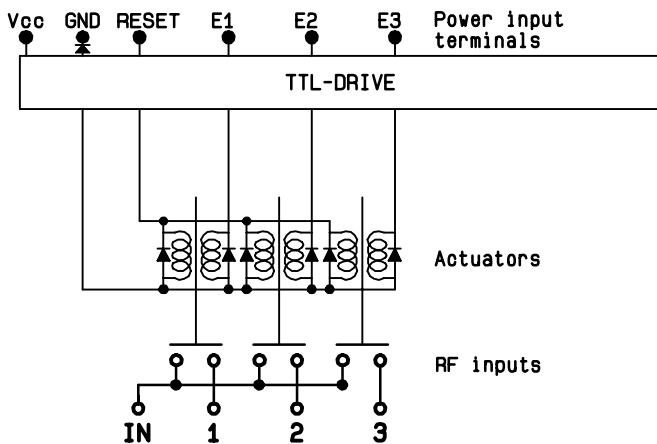 Vcc GND RESET E1 E2 E3 Power input
terminals
TTL-DRIVE
Actuators
RF inputs
IN 1 2 3